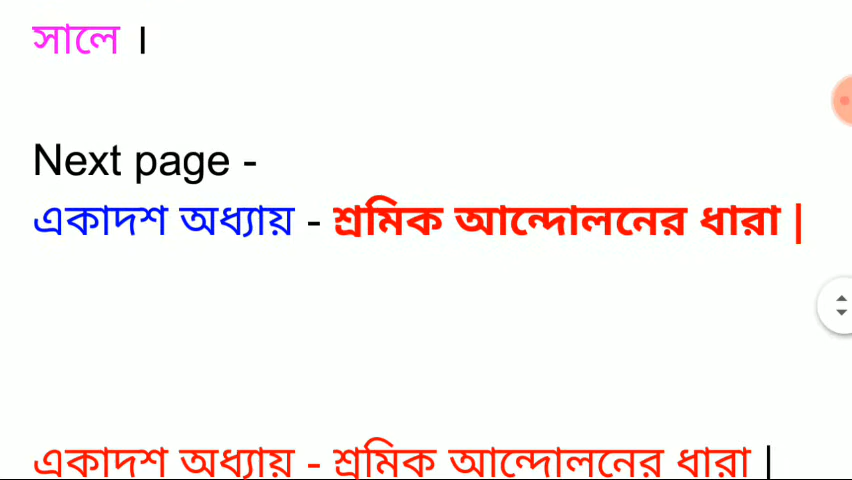 সালে ।
Next page -
একাদশ অধ্যায় - শ্রমিক আন্দোলনের ধারা |
একাদশ অধ্যায় - শ্রমিক আন্দোলনের ধারা |